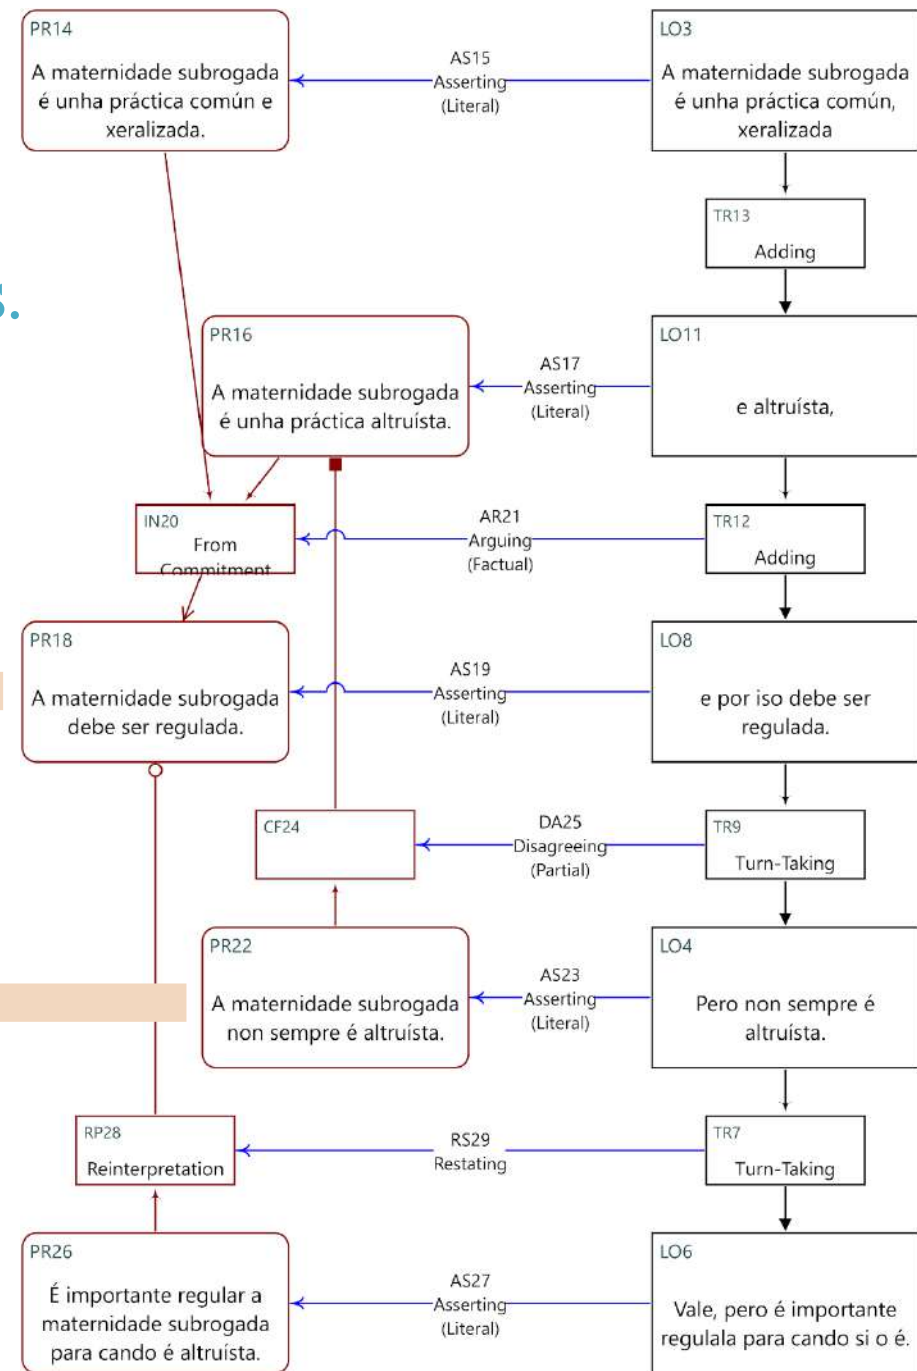 PR14
A maternidade subrogada
é unha práctica común e
xeralizada.
AS15
Asserting
(Literal)
LO3
A maternidade subrogada
é unha práctica común,
xeralizada
TR13
Adding
s.
PR16
A maternidade subrogada
é unha práctica altruísta.
AS17
Asserting
(Literal)
LO11
e altruísta,
IN20
From
Commitment
AR21
Arguing
(Factual)
TR12
Adding
PR18
A maternidade subrogada
debe ser regulada.
AS19
Asserting
(Literal)
LO8
e por iso debe ser
regulada.
CF24
DA25
Disagreeing
(Partial)
TR9
Turn-Taking
PR22
A maternidade subrogada
non sempre é altruísta.
AS23
Asserting
(Literal)
LO4
Pero non sempre é
altruísta.
RP28
Reinterpretation
RS29
Restating
TR7
Turn-Taking
PR26
É importante regular a
maternidade subrogada
para cando é altruísta.
AS27
Asserting
(Literal)
LO6
Vale, pero é importante
regulala para cando si o é.